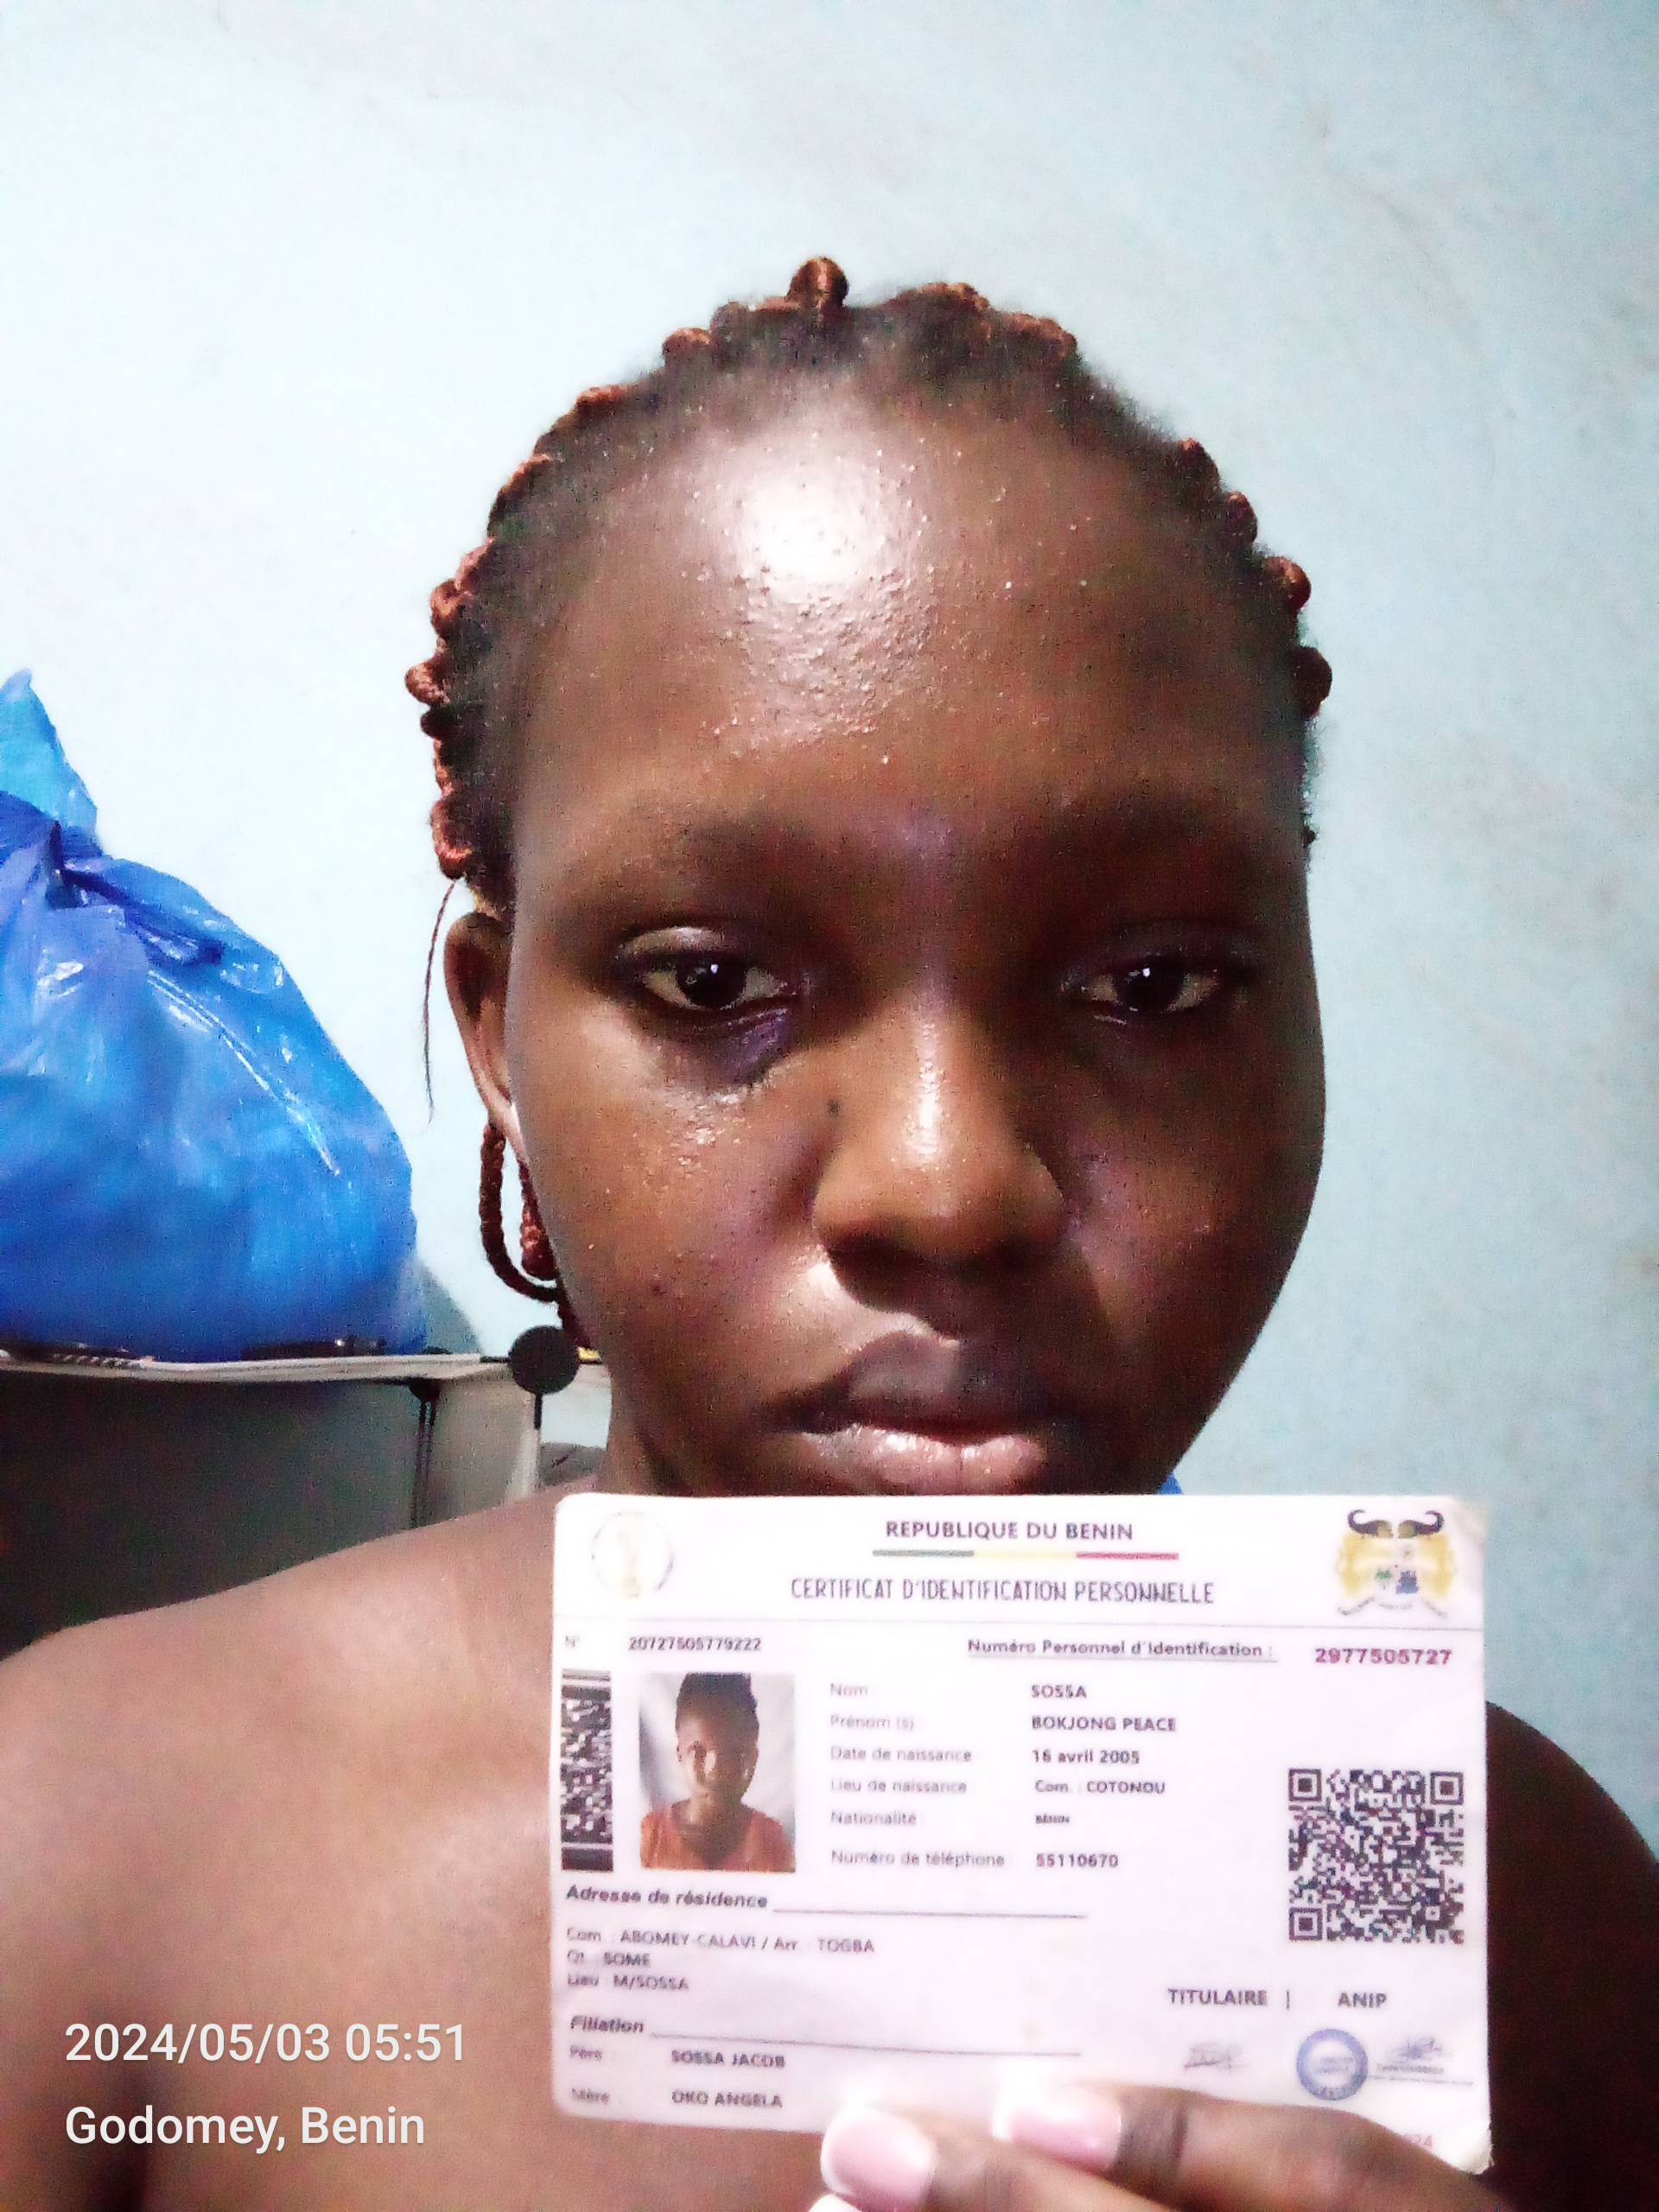 REPUBLIQUE DU BENIN
CERTIFICAT D'IDENTIFICATION PERSONNELLE
N° 20727505779222 Numéro Personnel d'Identification : 2977505727
Nom SOSSA
Prénom (s) BOKJONG PEACE
Date de naissance 16 avril 2005
Lieu de naissance Com. : COTONOU
Nationalité BENIN
Numéro de téléphone : 55110670
Adresse de résidence
Com : ABOMEY-CALAVI / Arr. : TOGBA
Qt : SOME
Lieu : M/SOSSA
TITULAIRE | ANIP
Filiation
Père : SOSSA JACOB
Mère : OKO ANGELA
2024/05/03 05:51
Godomey, Benin